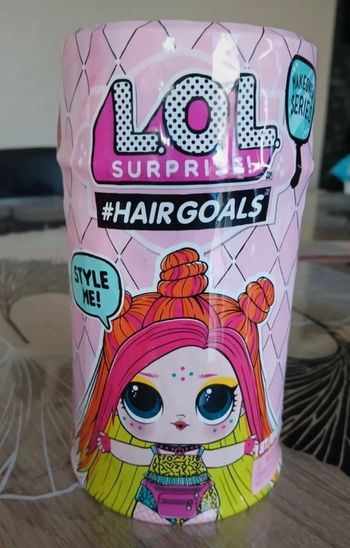 MAKEOVER
SERIES
L.O.L.
SURPRISE!
#HAIRGOALS
STYLE
ME!